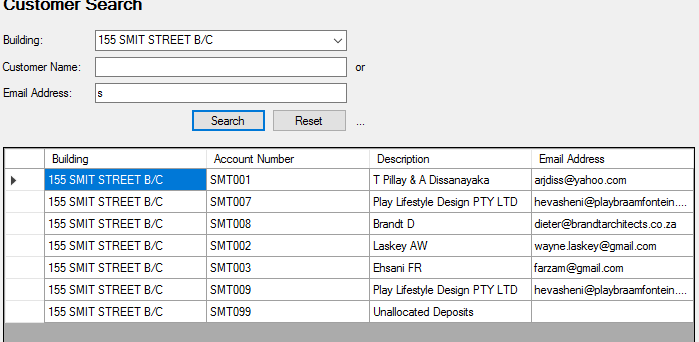 Customer Search
Building: 155 SMIT STREET B/C
Customer Name: or
Email Address: s
Search Reset ...
Building Account Number Description Email Address
155 SMIT STREET B/C SMT001 T Pillay & A Dissanayaka arjdiss@yahoo.com
155 SMIT STREET B/C SMT007 Play Lifestyle Design PTY LTD hevasheni@playbraamfontein....
155 SMIT STREET B/C SMT008 Brandt D dieter@brandtarchitects.co.za
155 SMIT STREET B/C SMT002 Laskey AW wayne.laskey@gmail.com
155 SMIT STREET B/C SMT003 Ehsani FR farzam@gmail.com
155 SMIT STREET B/C SMT009 Play Lifestyle Design PTY LTD hevasheni@playbraamfontein....
155 SMIT STREET B/C SMT099 Unallocated Deposits